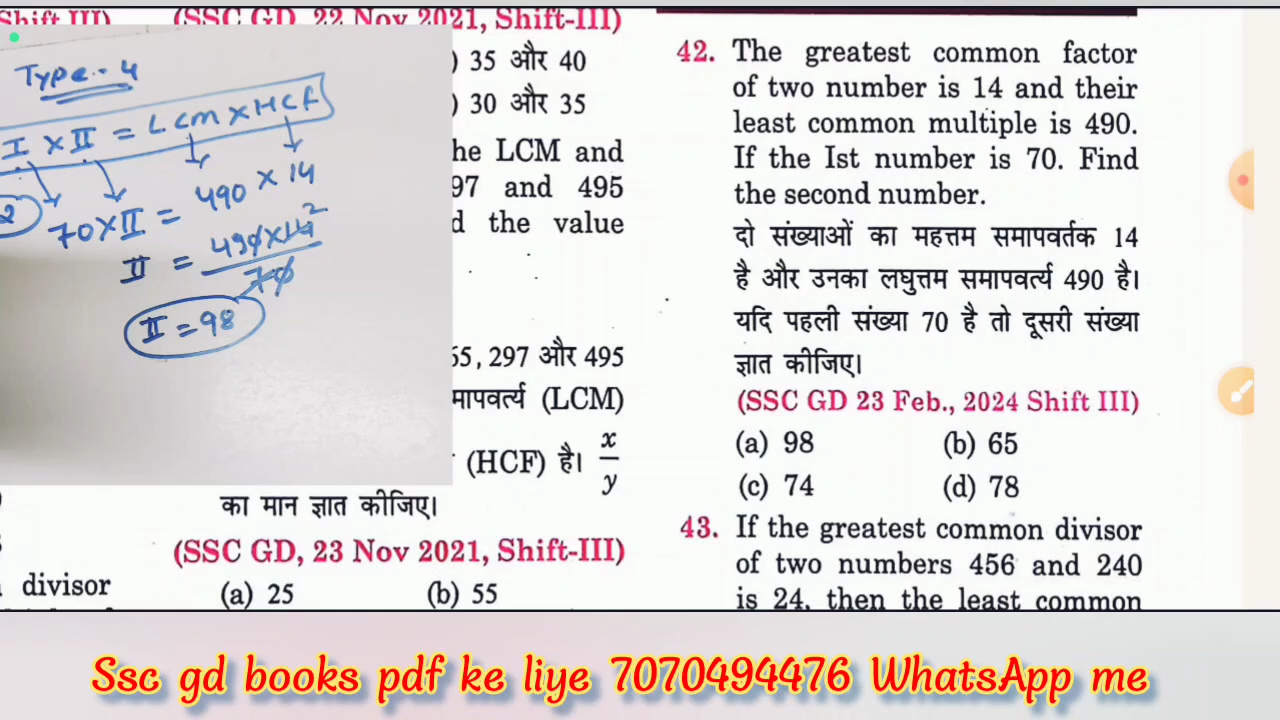 Shift III)
(SSC GD, 22 Nov 2021, Shift-III)
) 35 और 40
) 30 और 35
he LCM and
97 and 495
d the value
65, 297 और 495
मापवर्त्य (LCM)
(HCF) है। x/y
का मान ज्ञात कीजिए।
(SSC GD, 23 Nov 2021, Shift-III)
(a) 25 (b) 55
divisor
Type - 4
I × II = LCM × HCF
2
70 × II = 490 × 14
II = 490 × 14 2
70
II = 98
42. The greatest common factor
of two number is 14 and their
least common multiple is 490.
If the Ist number is 70. Find
the second number.
दो संख्याओं का महत्तम समापवर्तक 14
है और उनका लघुत्तम समापवर्त्य 490 है।
यदि पहली संख्या 70 है तो दूसरी संख्या
ज्ञात कीजिए।
(SSC GD 23 Feb., 2024 Shift III)
(a) 98 (b) 65
(c) 74 (d) 78
43. If the greatest common divisor
of two numbers 456 and 240
is 24, then the least common
Ssc gd books pdf ke liye 7070494476 WhatsApp me